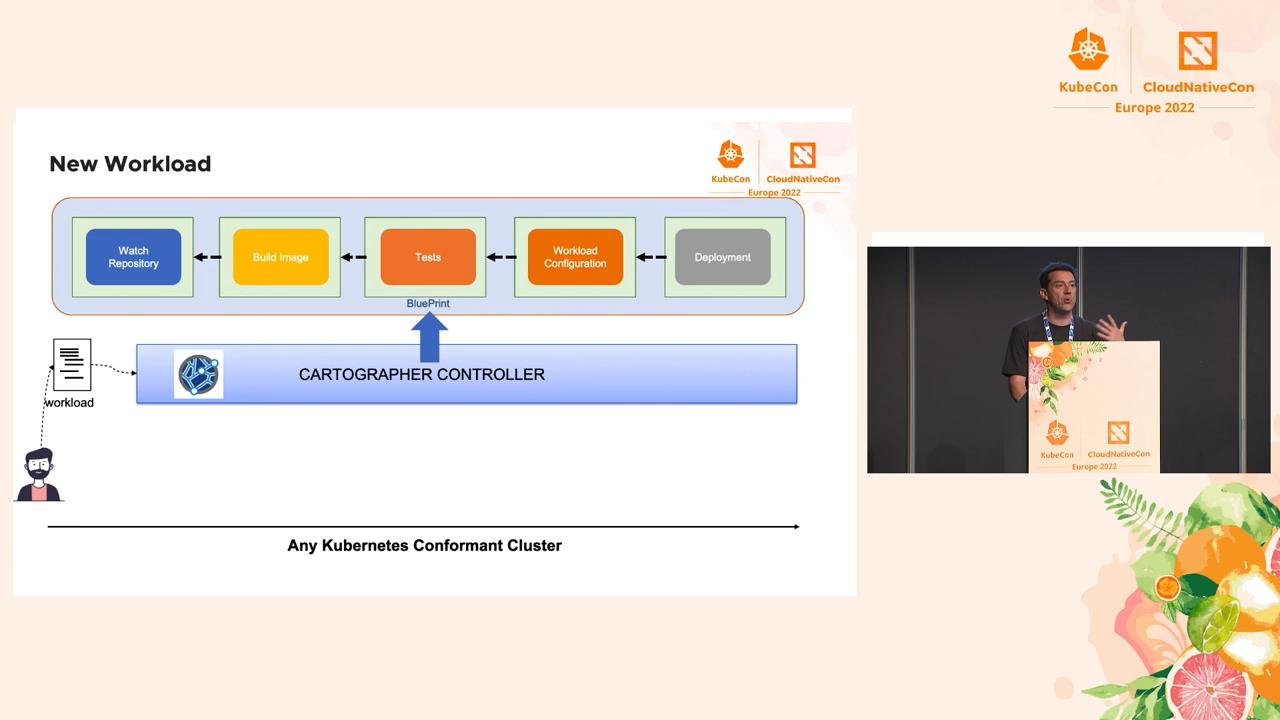 KubeCon
CloudNativeCon
Europe 2022
New Workload
KubeCon
CloudNativeCon
Europe 2022
Watch
Repository
Build Image
Tests
Workload
Configuration
Deployment
BluePrint
CARTOGRAPHER CONTROLLER
workload
Any Kubernetes Conformant Cluster
KubeCon
CloudNativeCon
Europe 2022